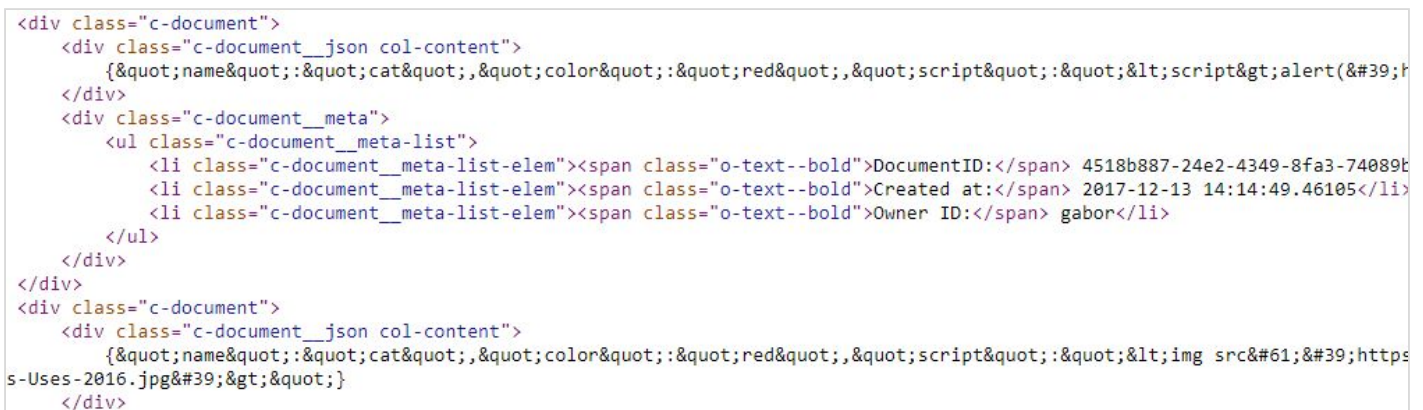 <div class="c-document">
<div class="c-document__json col-content">
{&quot;name&quot;:&quot;cat&quot;,&quot;color&quot;:&quot;red&quot;,&quot;script&quot;:&quot;&lt;script&gt;alert(&#39;h
</div>
<div class="c-document__meta">
<ul class="c-document__meta-list">
<li class="c-document__meta-list-elem"><span class="o-text--bold">DocumentID:</span> 4518b887-24e2-4349-8fa3-74089b
<li class="c-document__meta-list-elem"><span class="o-text--bold">Created at:</span> 2017-12-13 14:14:49.46105</li>
<li class="c-document__meta-list-elem"><span class="o-text--bold">Owner ID:</span> gabor</li>
</ul>
</div>
</div>
<div class="c-document">
<div class="c-document__json col-content">
{&quot;name&quot;:&quot;cat&quot;,&quot;color&quot;:&quot;red&quot;,&quot;script&quot;:&quot;&lt;img src&#61;&#39;https
s-Uses-2016.jpg&#39;&gt;&quot;}
</div>